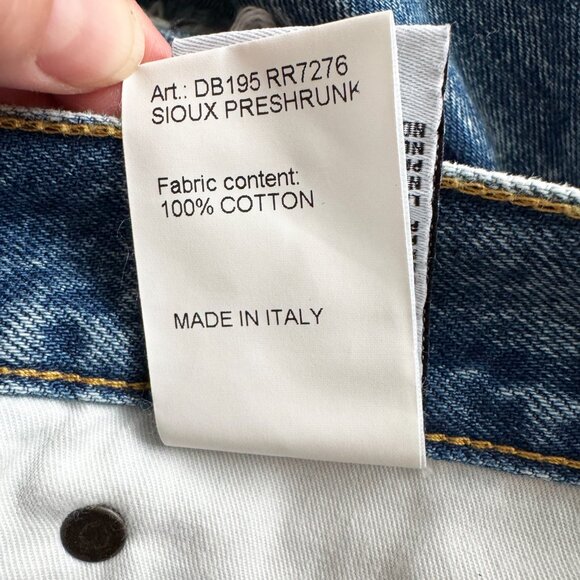 Art.: DB195 RR7276
SIOUX PRESHRUNK
Fabric content:
100% COTTON
MADE IN ITALY